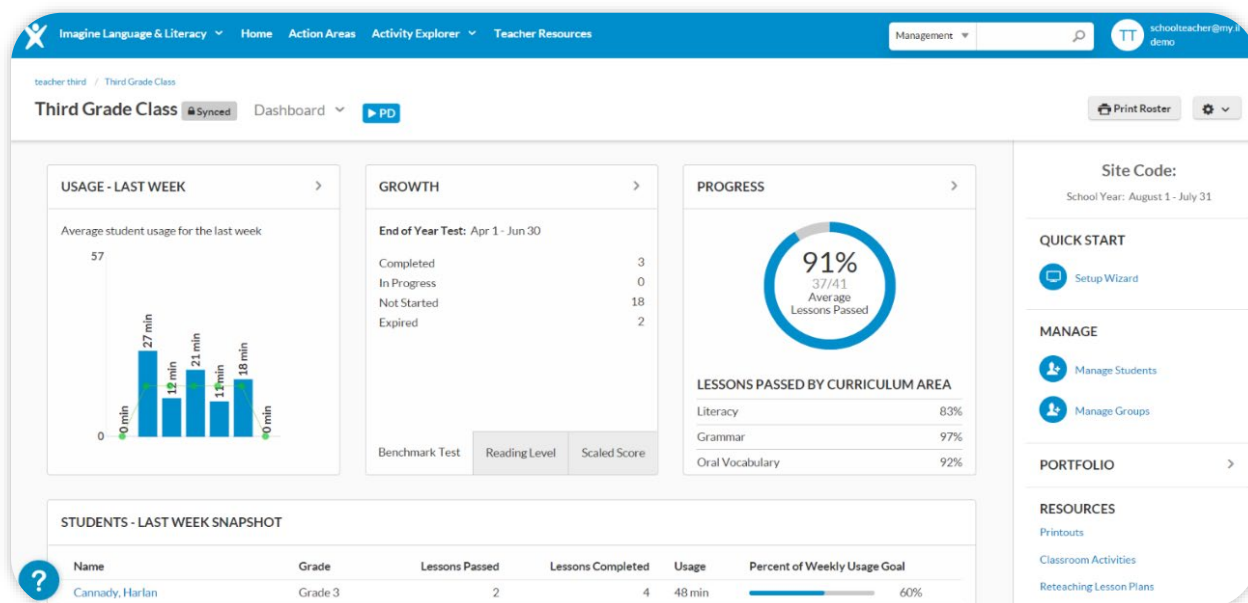 Imagine Language & Literacy Home Action Areas Activity Explorer Teacher Resources Management TT schoolteacher@my.il
demo
teacher third / Third Grade Class
Third Grade Class Synced Dashboard PD Print Roster
USAGE - LAST WEEK
Average student usage for the last week
57
0
0 min
27 min
12 min
21 min
11 min
18 min
0 min
GROWTH
End of Year Test: Apr 1 - Jun 30
Completed 3
In Progress 0
Not Started 18
Expired 2
Benchmark Test Reading Level Scaled Score
PROGRESS
91%
37/41
Average
Lessons Passed
LESSONS PASSED BY CURRICULUM AREA
Literacy 83%
Grammar 97%
Oral Vocabulary 92%
Site Code:
School Year: August 1 - July 31
QUICK START
Setup Wizard
MANAGE
Manage Students
Manage Groups
PORTFOLIO
RESOURCES
Printouts
Classroom Activities
Reteaching Lesson Plans
STUDENTS - LAST WEEK SNAPSHOT
Name Grade Lessons Passed Lessons Completed Usage Percent of Weekly Usage Goal
Cannady, Harlan Grade 3 2 4 48 min 60%
?